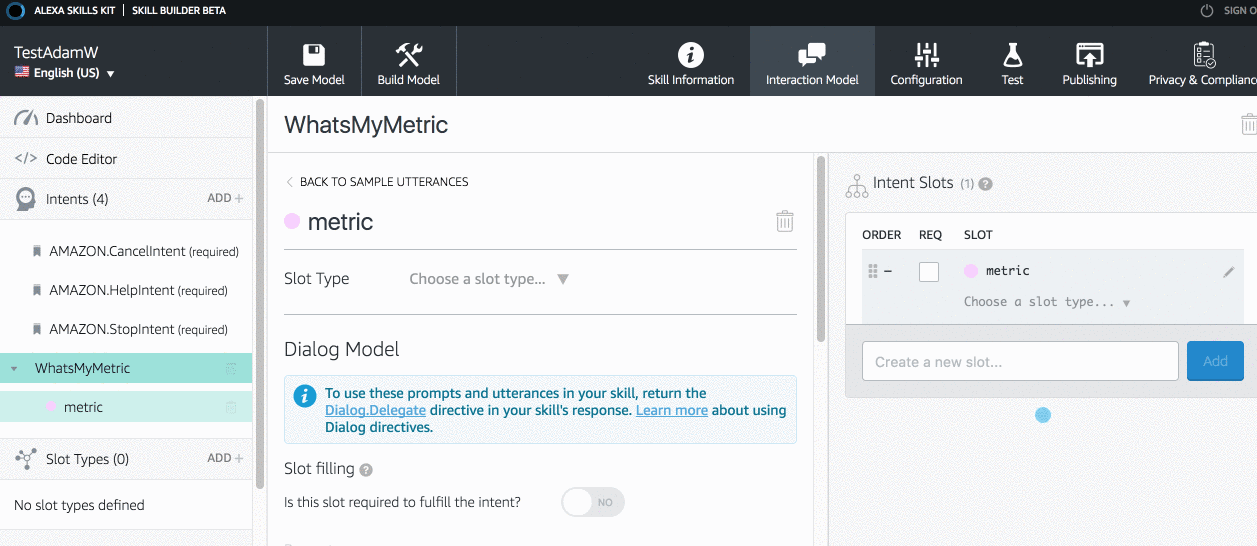 ALEXA SKILLS KIT | SKILL BUILDER BETA
SIGN O
TestAdamW
English (US) ▼
Save Model
Build Model
Skill Information
Interaction Model
Configuration
Test
Publishing
Privacy & Complianc
Dashboard
</> Code Editor
Intents (4) ADD +
AMAZON.CancelIntent (required)
AMAZON.HelpIntent (required)
AMAZON.StopIntent (required)
WhatsMyMetric
metric
Slot Types (0) ADD +
No slot types defined
WhatsMyMetric
< BACK TO SAMPLE UTTERANCES
metric
Slot Type Choose a slot type... ▼
Dialog Model
To use these prompts and utterances in your skill, return the
Dialog.Delegate directive in your skill's response. Learn more about using
Dialog directives.
Slot filling ?
Is this slot required to fulfill the intent? NO
Intent Slots (1) ?
ORDER REQ SLOT
– metric
Choose a slot type... ▼
Create a new slot... Add